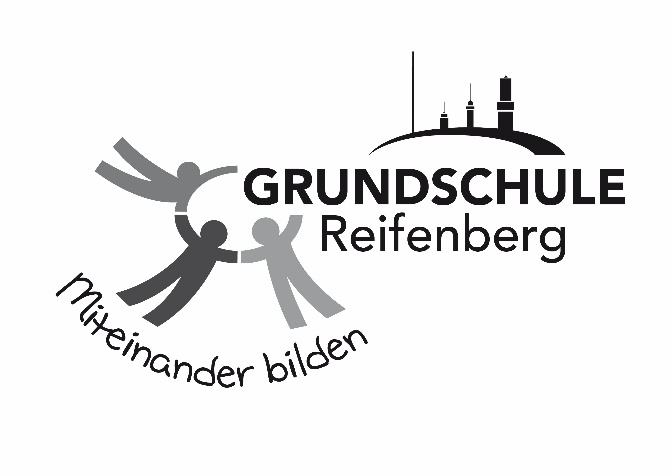 GRUNDSCHULE
Reifenberg
Miteinander bilden